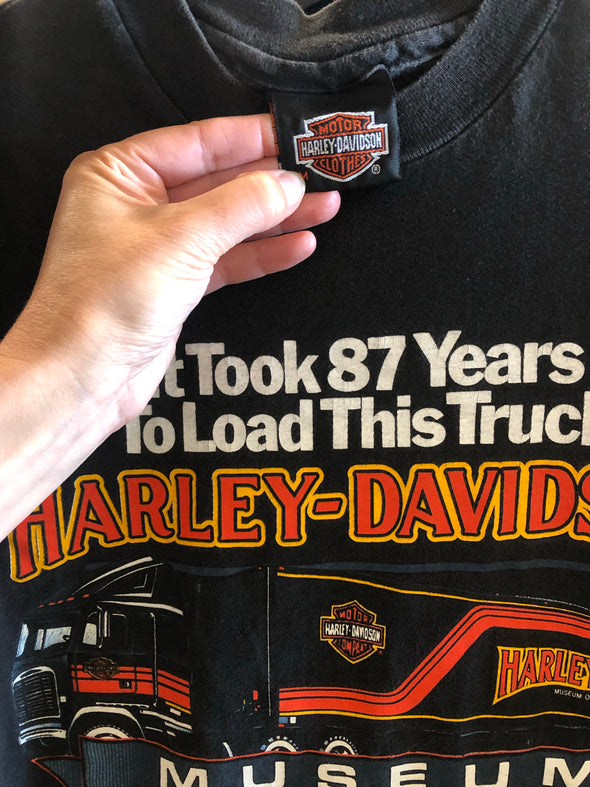 MOTOR
HARLEY-DAVIDSON
CLOTHES
®
It Took 87 Years
To Load This Truc
HARLEY-DAVIDS
MOTOR
HARLEY-DAVIDSON
COMPANY
HARLEY
MUSEUM O
MUSEUM